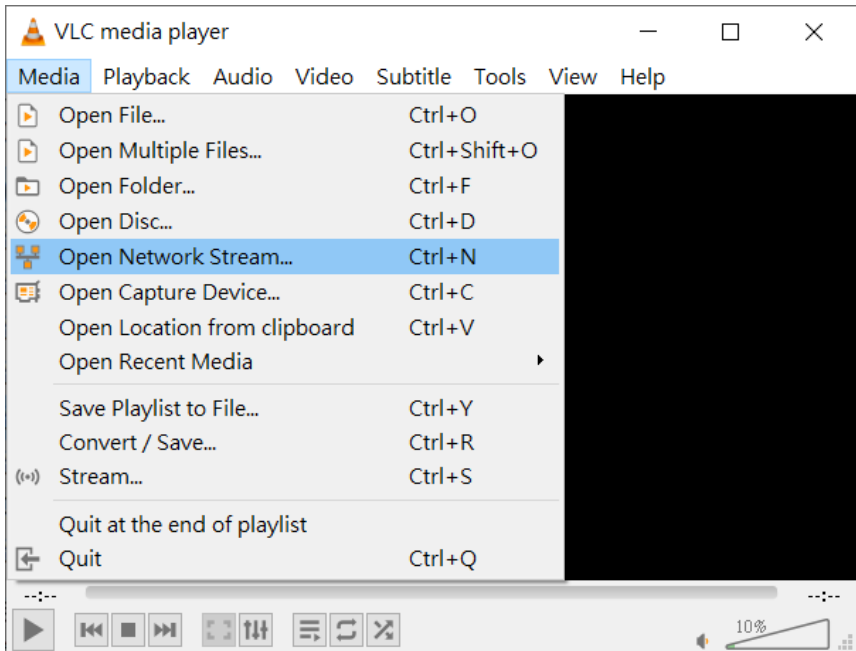 VLC media player
Media Playback Audio Video Subtitle Tools View Help
Open File... Ctrl+O
Open Multiple Files... Ctrl+Shift+O
Open Folder... Ctrl+F
Open Disc... Ctrl+D
Open Network Stream... Ctrl+N
Open Capture Device... Ctrl+C
Open Location from clipboard Ctrl+V
Open Recent Media
Save Playlist to File... Ctrl+Y
Convert / Save... Ctrl+R
Stream... Ctrl+S
Quit at the end of playlist
Quit Ctrl+Q
--:-- --:--
10%